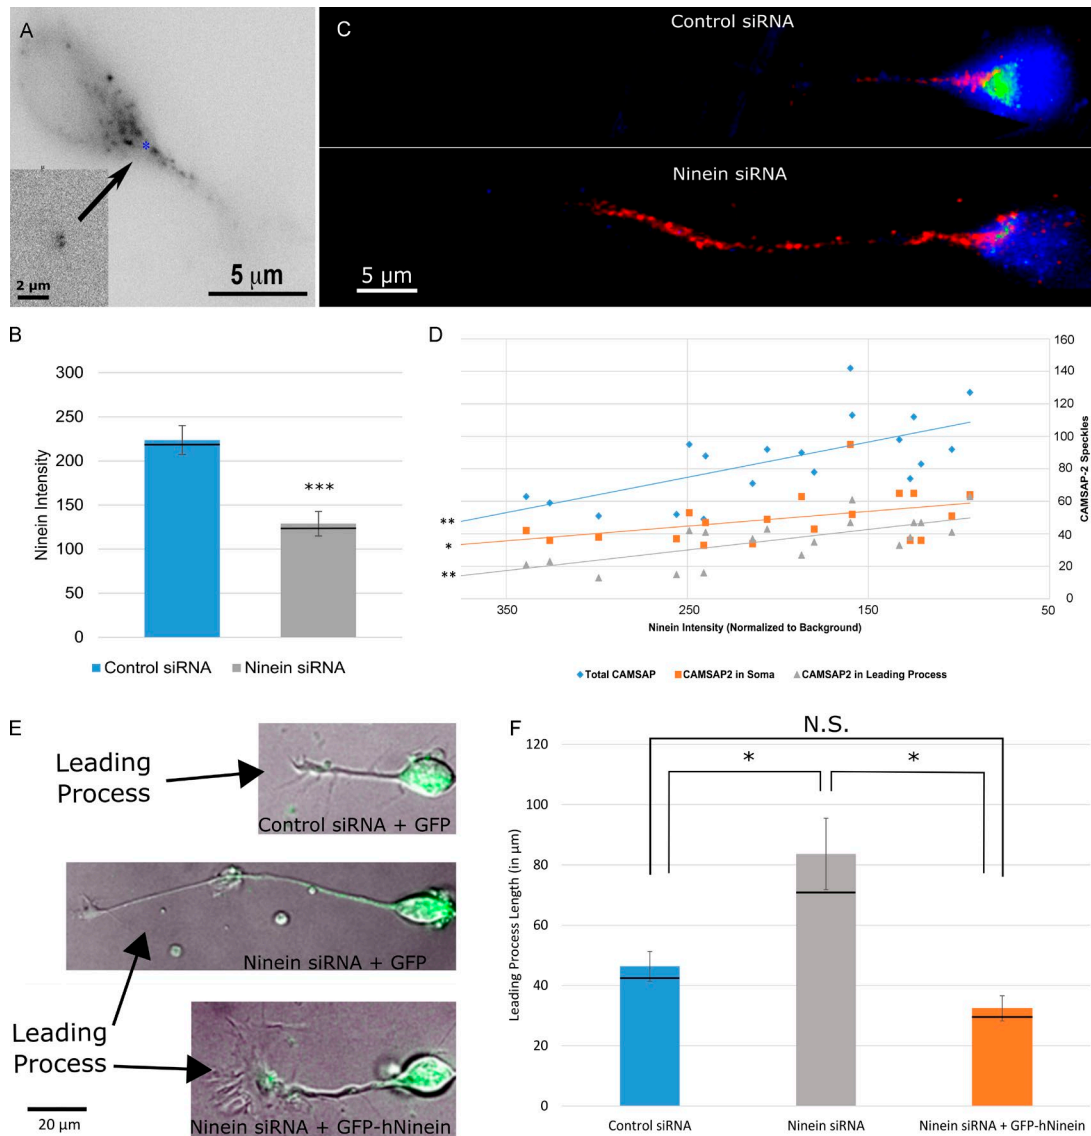 A
*
2 μm
5 μm
C
Control siRNA
Ninein siRNA
5 μm
B
Ninein Intensity
300
250
200
150
100
50
0
***
Control siRNA
Ninein siRNA
D
160
140
120
100
80
60
40
20
0
CAMSAP-2 Speckles
**
*
**
350
250
150
50
Ninein Intensity (Normalized to Background)
Total CAMSAP
CAMSAP2 in Soma
CAMSAP2 in Leading Process
E
Leading
Process
Control siRNA + GFP
Ninein siRNA + GFP
Leading
Process
Ninein siRNA + GFP-hNinein
20 μm
F
N.S.
*
*
Leading Process Length (in μm)
120
100
80
60
40
20
0
Control siRNA
Ninein siRNA
Ninein siRNA + GFP-hNinein